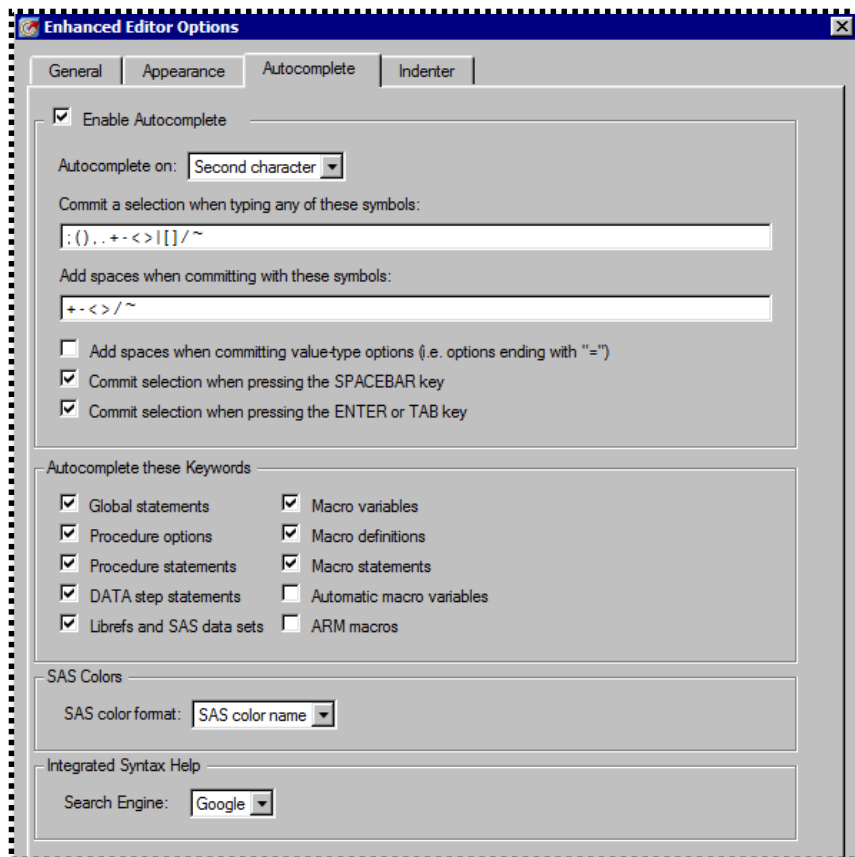 Enhanced Editor Options
General Appearance Autocomplete Indenter
Enable Autocomplete
Autocomplete on: Second character
Commit a selection when typing any of these symbols:
;(),.+-<>|[]/~
Add spaces when committing with these symbols:
+-<>/~
Add spaces when committing value-type options (i.e. options ending with "=")
Commit selection when pressing the SPACEBAR key
Commit selection when pressing the ENTER or TAB key
Autocomplete these Keywords
Global statements Macro variables
Procedure options Macro definitions
Procedure statements Macro statements
DATA step statements Automatic macro variables
Librefs and SAS data sets ARM macros
SAS Colors
SAS color format: SAS color name
Integrated Syntax Help
Search Engine: Google